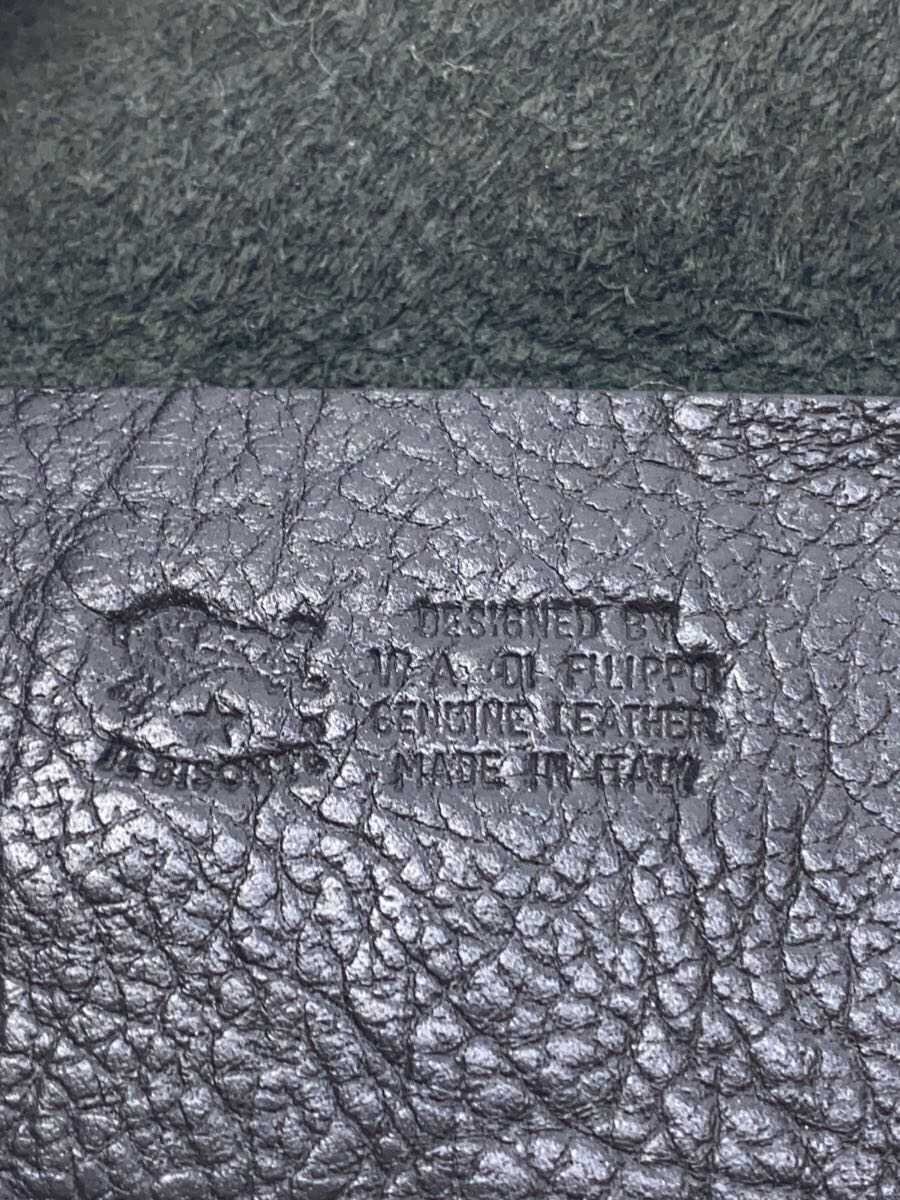 IL BISONTE
DESIGNED BY
W. A. DI FILIPPO
GENUINE LEATHER
MADE IN ITALY